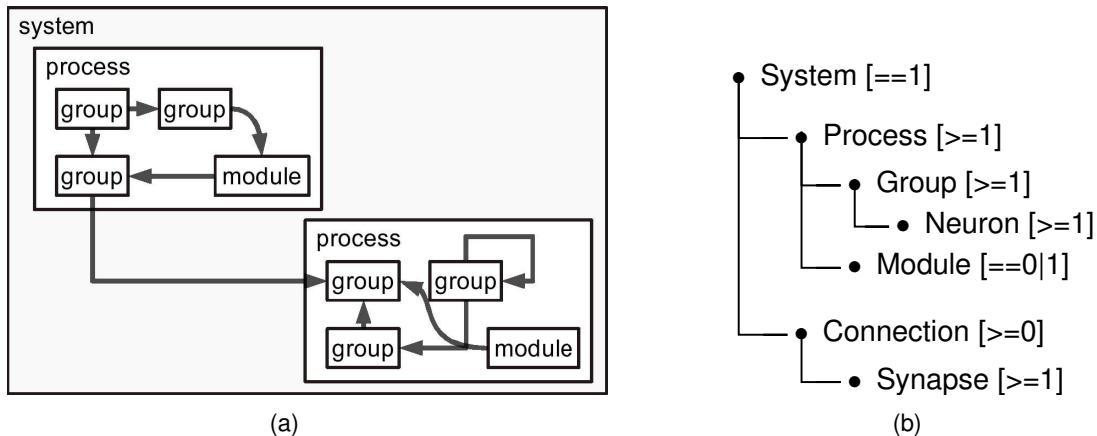 system
process
group
group
group
module
process
group
group
group
module
(a)
System [==1]
Process [>=1]
Group [>=1]
Neuron [>=1]
Module [==0|1]
Connection [>=0]
Synapse [>=1]
(b)